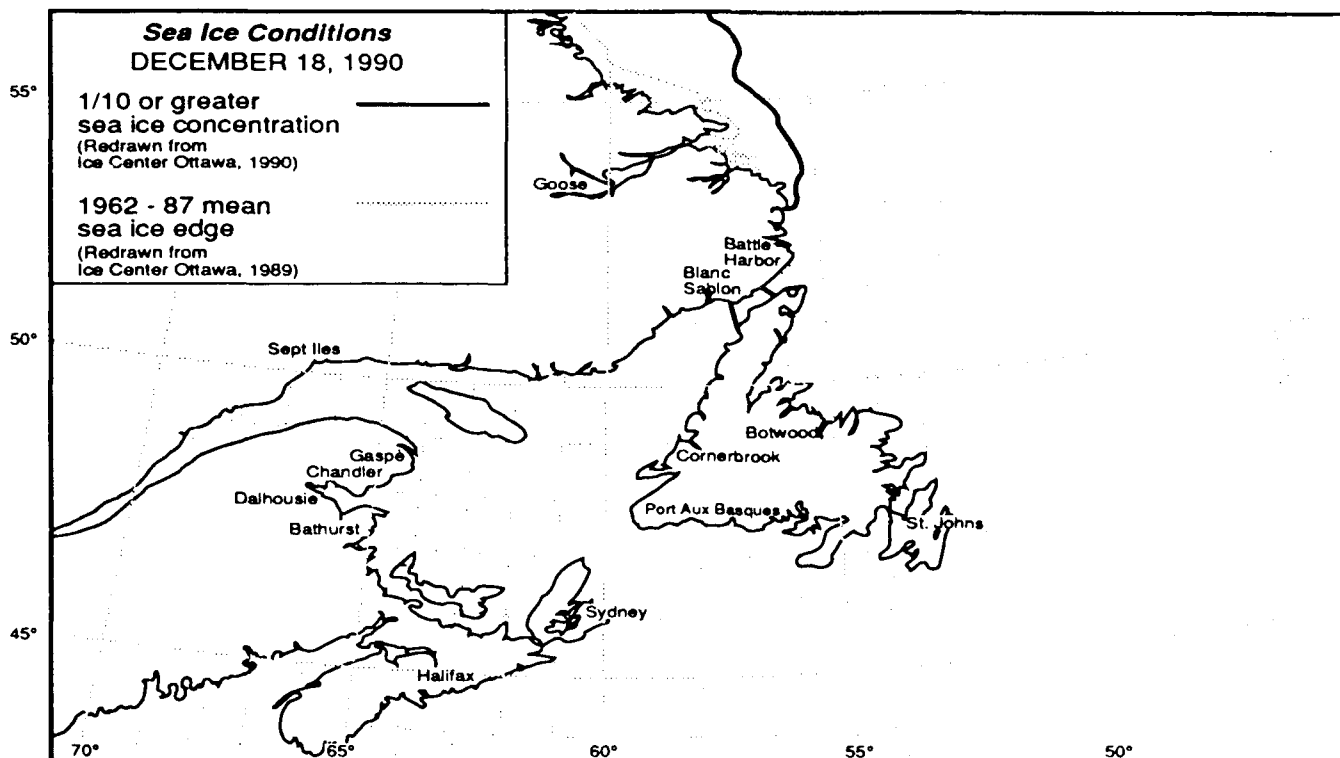 Sea Ice Conditions
DECEMBER 18, 1990
1/10 or greater
sea ice concentration
(Redrawn from
Ice Center Ottawa, 1990)
1962 - 87 mean
sea ice edge
(Redrawn from
Ice Center Ottawa, 1989)
55°
Goose
Battle
Harbor
Blanc
Sablon
50°
Sept Iles
Botwood
Gaspè
Cornerbrook
Chandler
Dalhousie
Port Aux Basques
Bathurst
St. Johns
Sydney
45°
Halifax
70°
65°
60°
55°
50°